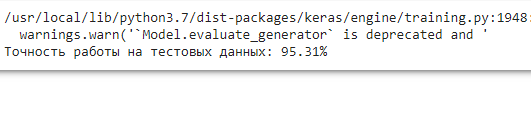 /usr/local/lib/python3.7/dist-packages/keras/engine/training.py:1948:
warnings.warn('`Model.evaluate_generator` is deprecated and '
Точность работы на тестовых данных: 95.31%